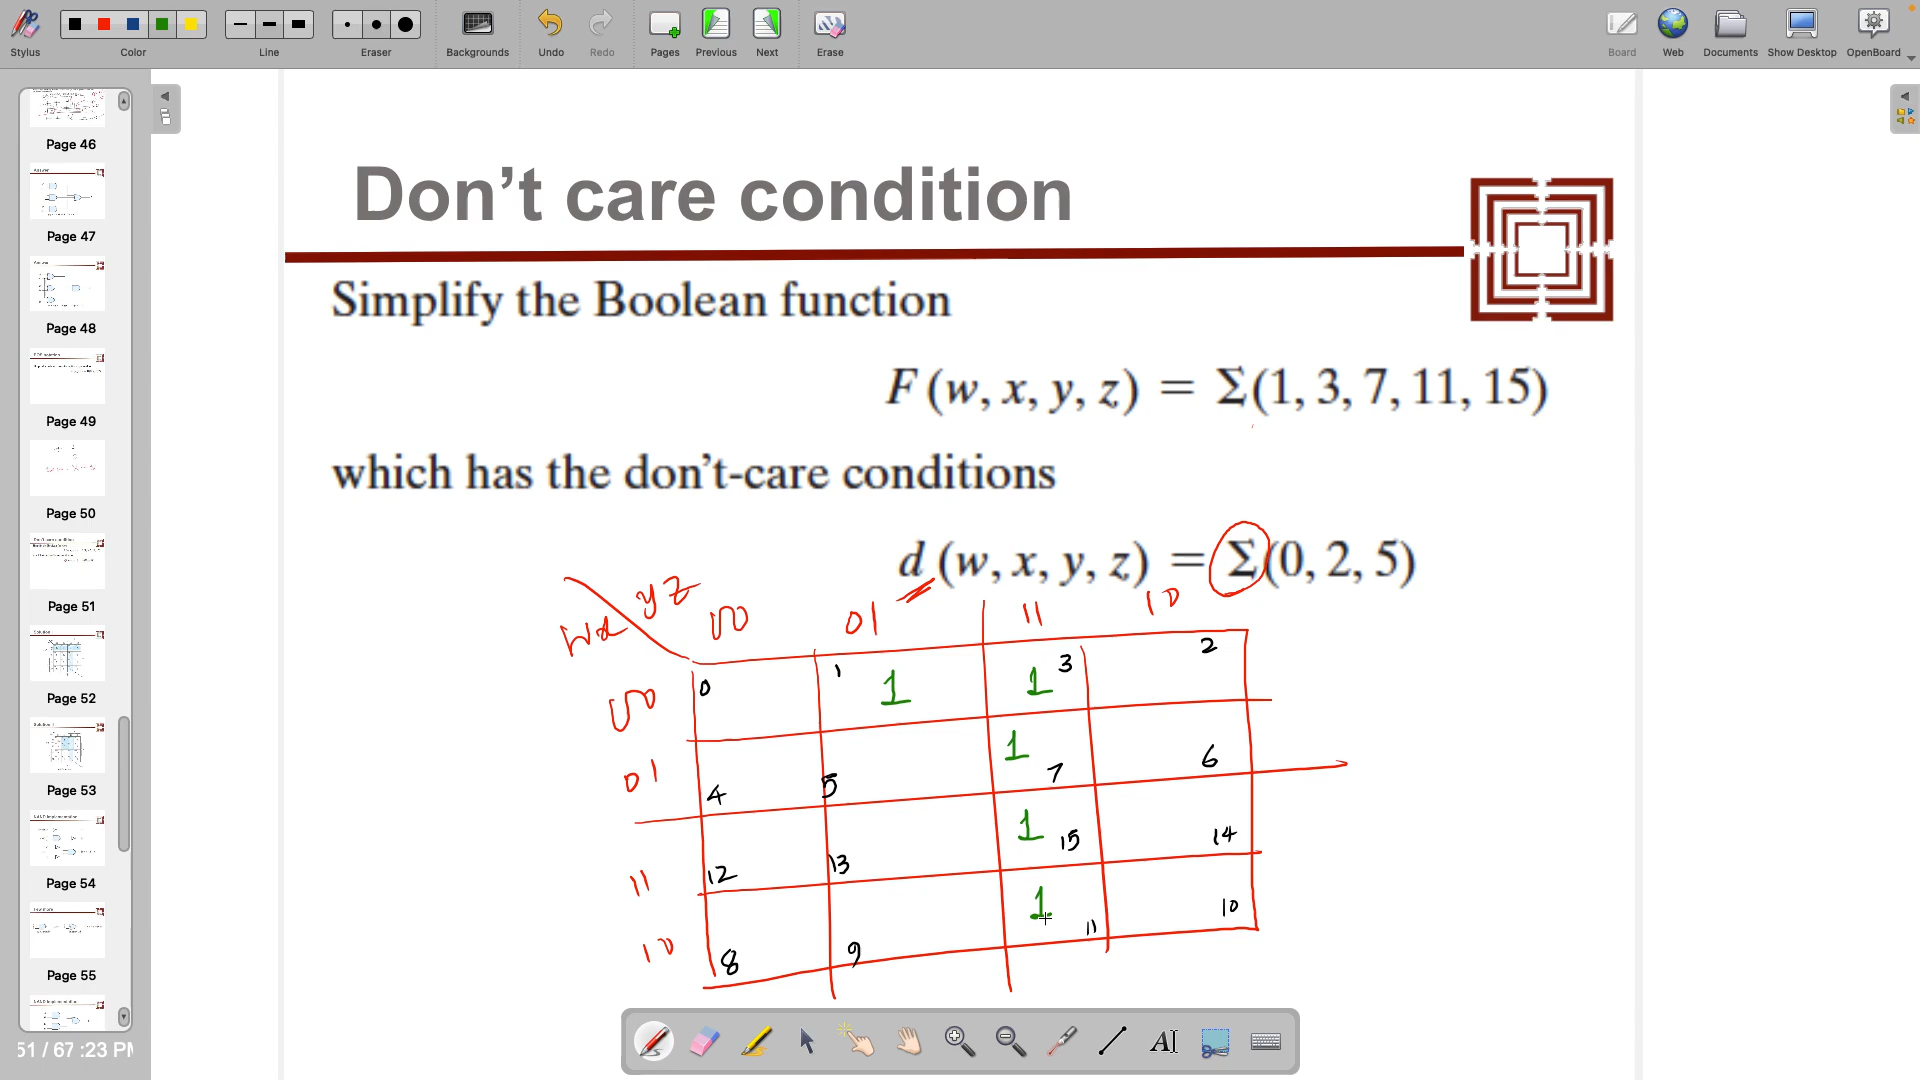 Stylus Color Line Eraser Backgrounds Undo Redo Pages Previous Next Erase Board Web Documents Show Desktop OpenBoard
Page 46
Page 47
Page 48
Page 49
Page 50
Page 51
Page 52
Page 53
Page 54
Page 55
51 / 67 :23 PM
Don't care condition
Simplify the Boolean function
F (w, x, y, z) = Σ(1, 3, 7, 11, 15)
which has the don't-care conditions
d (w, x, y, z) = Σ(0, 2, 5)
wx yz 00 01 11 10
00 0 1 1 1 3 2
01 4 5 1 7 6
11 12 13 1 15 14
10 8 9 1 11 10